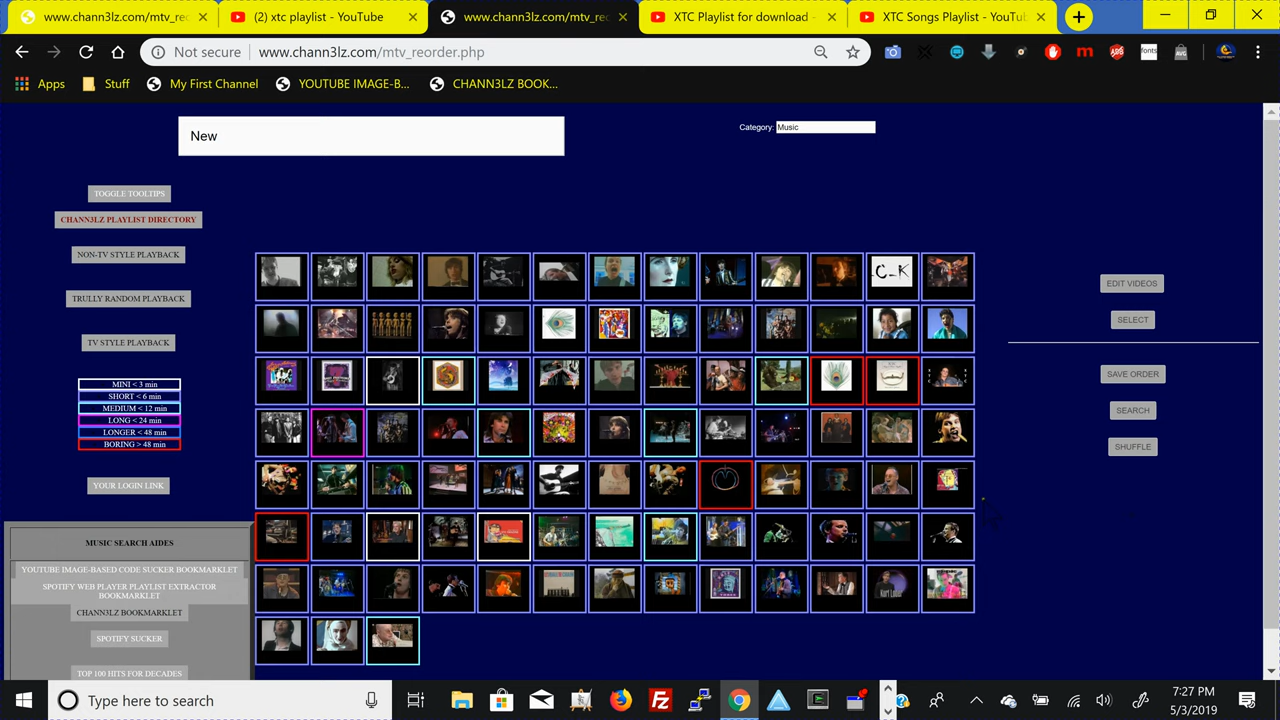 www.chann3lz.com/mtv_reo
(2) xtc playlist - YouTube
www.chann3lz.com/mtv_reo
XTC Playlist for download -
XTC Songs Playlist - YouTu
Not secure
www.chann3lz.com/mtv_reorder.php
Apps
Stuff
My First Channel
YOUTUBE IMAGE-B...
CHANN3LZ BOOK...
New
Category: Music
TOGGLE TOOLTIPS
CHANN3LZ PLAYLIST DIRECTORY
NON-TV STYLE PLAYBACK
TRULLY RANDOM PLAYBACK
TV STYLE PLAYBACK
MINI < 3 min
SHORT < 6 min
MEDIUM < 12 min
LONG < 24 min
LONGER < 48 min
BORING > 48 min
YOUR LOGIN LINK
MUSIC SEARCH AIDES
YOUTUBE IMAGE-BASED CODE SUCKER BOOKMARKLET
SPOTIFY WEB PLAYER PLAYLIST EXTRACTOR
BOOKMARKLET
CHANN3LZ BOOKMARKLET
SPOTIFY SUCKER
TOP 100 HITS FOR DECADES
C-K
EDIT VIDEOS
SELECT
SAVE ORDER
SEARCH
SHUFFLE
Type here to search
7:27 PM
5/3/2019